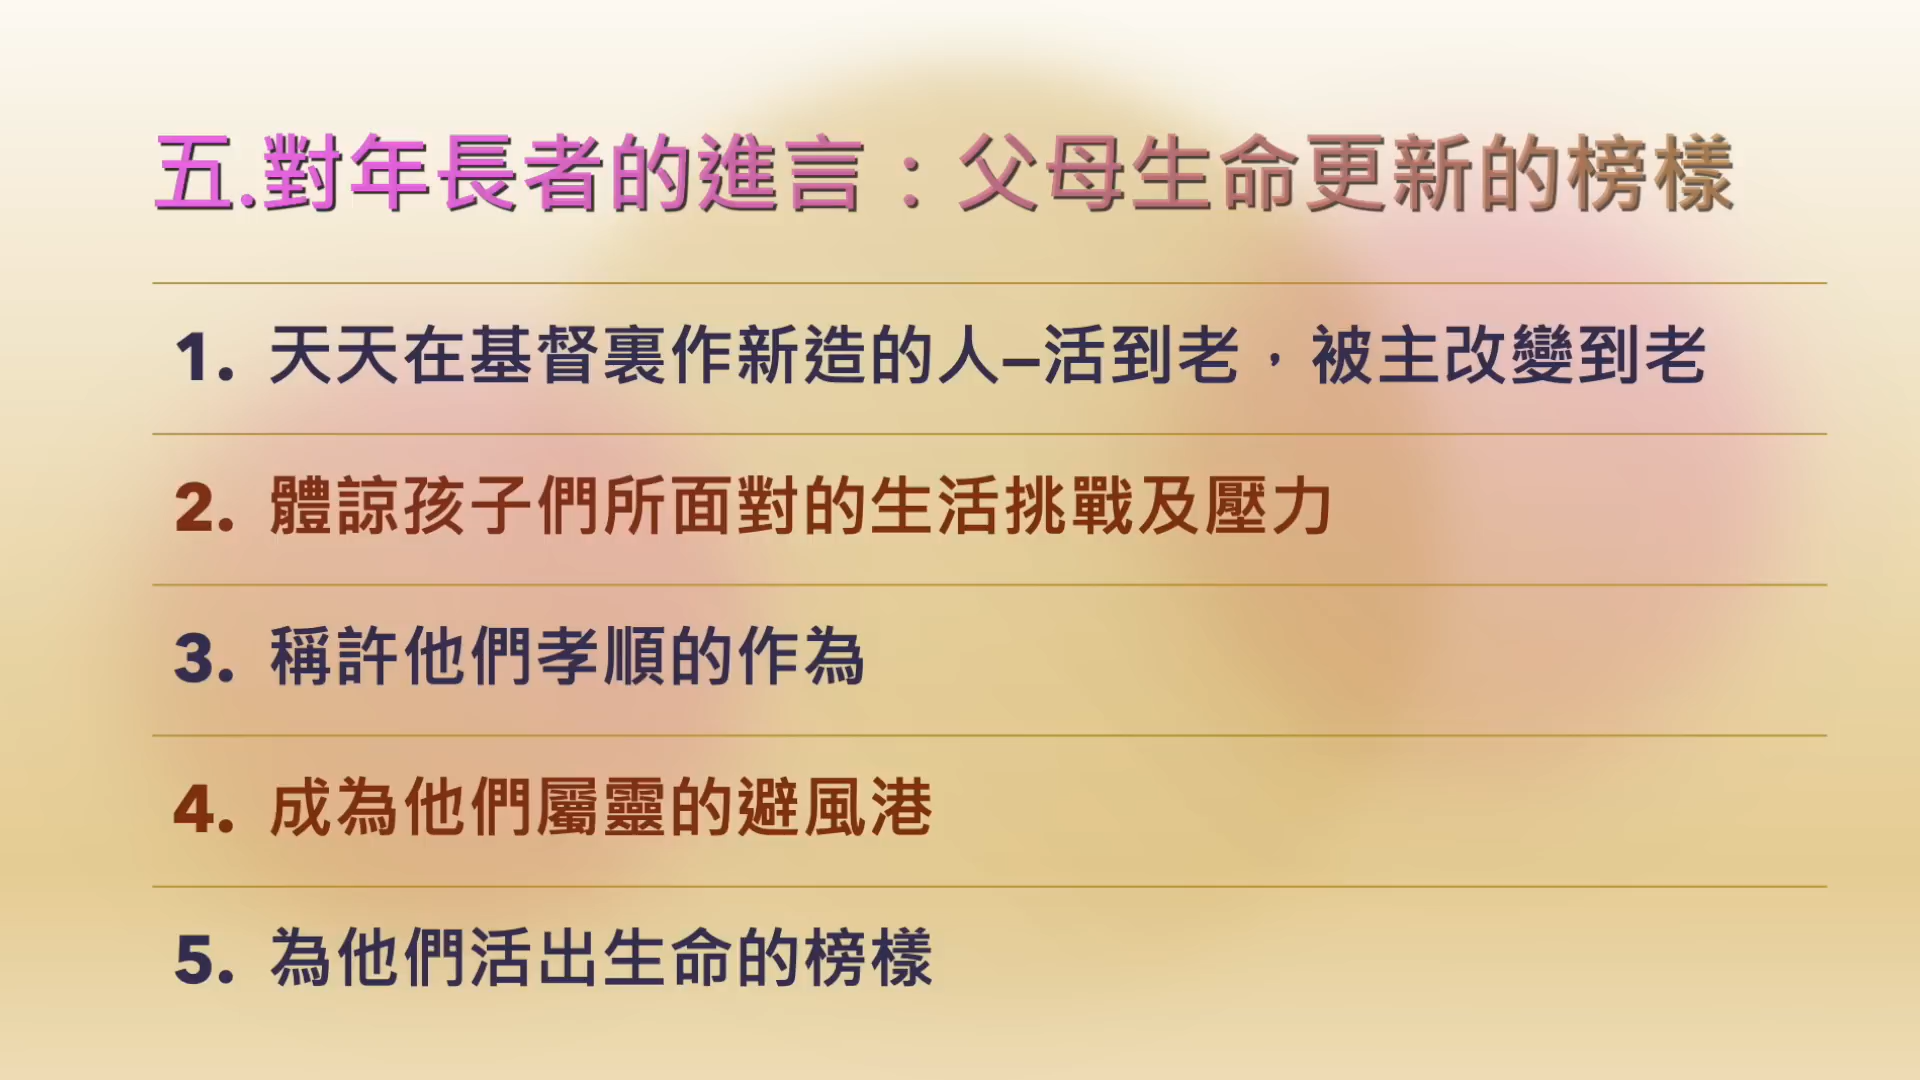 五.對年長者的進言：父母生命更新的榜樣
1. 天天在基督裏作新造的人–活到老，被主改變到老
2. 體諒孩子們所面對的生活挑戰及壓力
3. 稱許他們孝順的作為
4. 成為他們屬靈的避風港
5. 為他們活出生命的榜樣